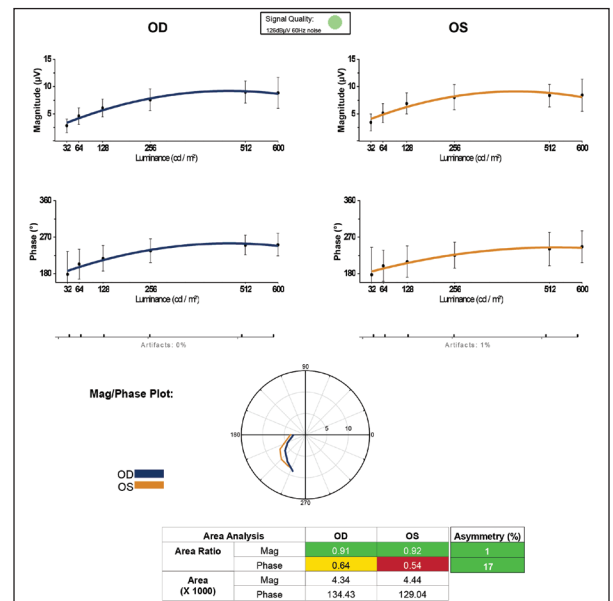 OD
Signal Quality:
126dBµV 60Hz noise
OS
Magnitude (µV)
15
10
5
32 64 128 256 512 600
Luminance (cd / m²)
Magnitude (µV)
15
10
5
32 64 128 256 512 600
Luminance (cd / m²)
Phase (°)
360
270
180
32 64 128 256 512 600
Luminance (cd / m²)
Phase (°)
360
270
180
32 64 128 256 512 600
Luminance (cd / m²)
Artifacts: 0%
Artifacts: 1%
Mag/Phase Plot:
90
180
5 10
0
270
OD
OS
Area Analysis OD OS Asymmetry (%)
Area Ratio Mag 0.91 0.92 1
Phase 0.64 0.54 17
Area (X 1000) Mag 4.34 4.44
Phase 134.43 129.04